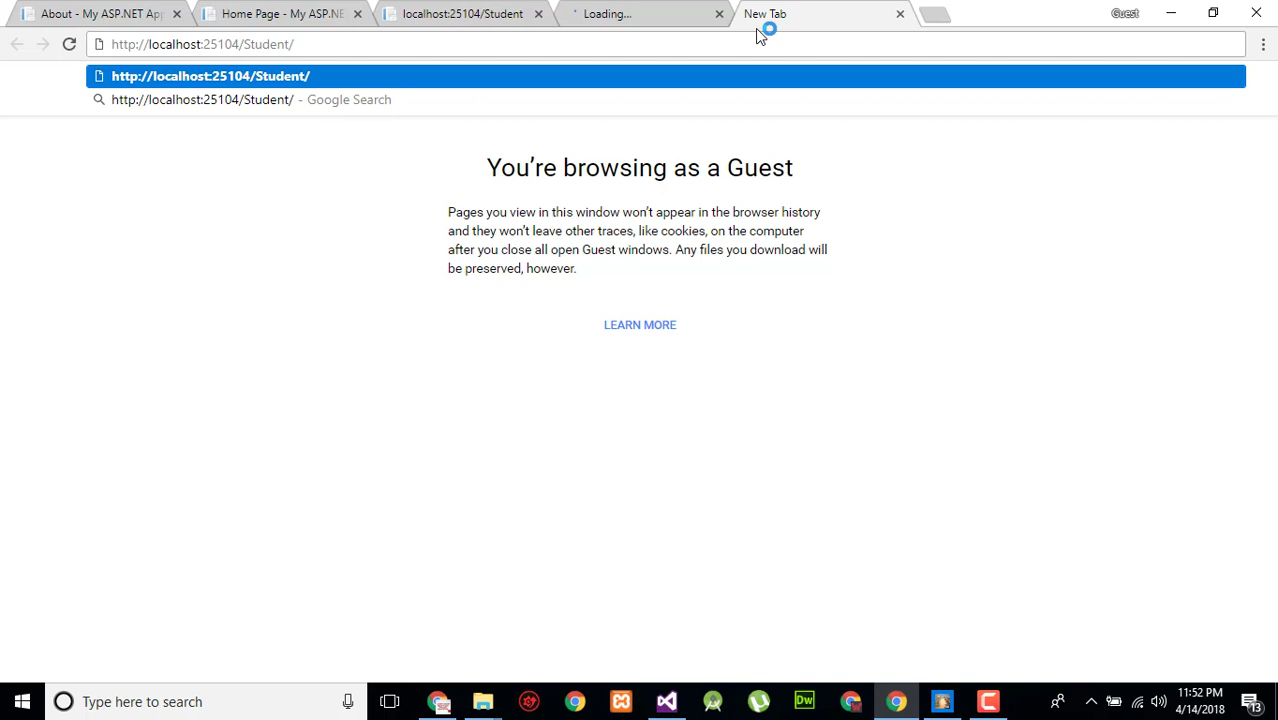 About - My ASP.NET App
Home Page - My ASP.NE
localhost:25104/Student
Loading...
New Tab
Guest
http://localhost:25104/Student/
http://localhost:25104/Student/
http://localhost:25104/Student/ - Google Search
You're browsing as a Guest
Pages you view in this window won't appear in the browser history
and they won't leave other traces, like cookies, on the computer
after you close all open Guest windows. Any files you download will
be preserved, however.
LEARN MORE
Type here to search
Dw
11:52 PM
4/14/2018
13